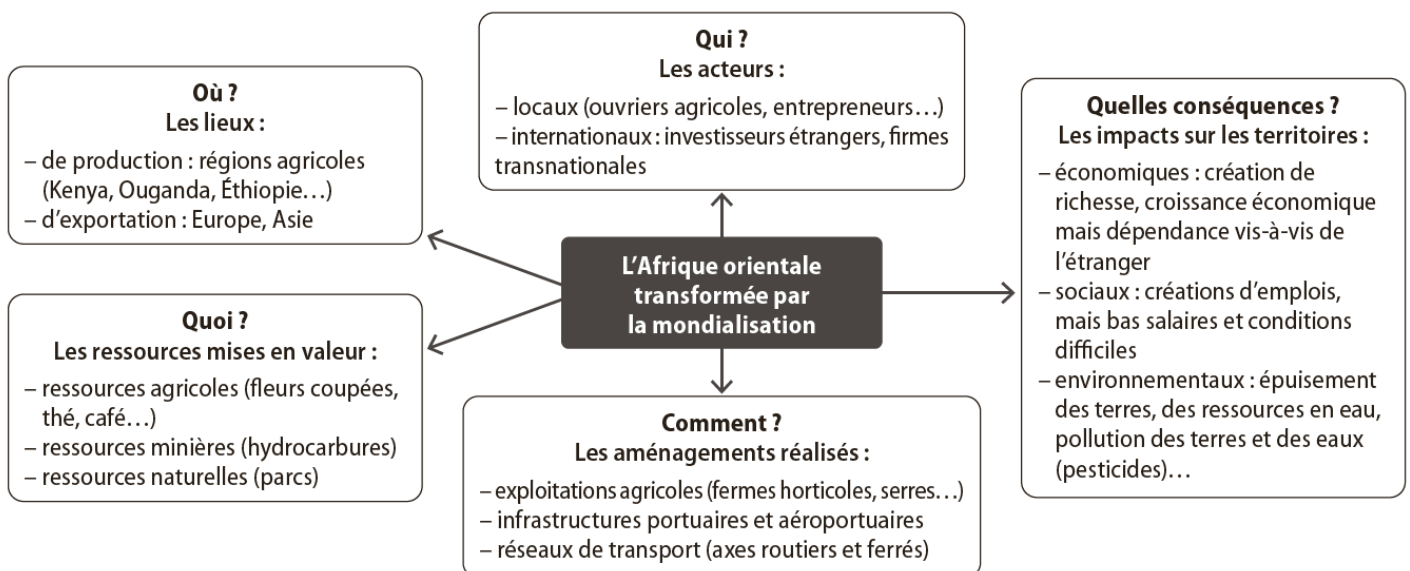 Où ?
Les lieux :
– de production : régions agricoles
(Kenya, Ouganda, Éthiopie…)
– d’exportation : Europe, Asie
Qui ?
Les acteurs :
– locaux (ouvriers agricoles, entrepreneurs…)
– internationaux : investisseurs étrangers, firmes
transnationales
Quelles conséquences ?
Les impacts sur les territoires :
– économiques : création de
richesse, croissance économique
mais dépendance vis-à-vis de
l’étranger
– sociaux : créations d’emplois,
mais bas salaires et conditions
difficiles
– environnementaux : épuisement
des terres, des ressources en eau,
pollution des terres et des eaux
(pesticides)…
L’Afrique orientale
transformée par
la mondialisation
Quoi ?
Les ressources mises en valeur :
– ressources agricoles (fleurs coupées,
thé, café…)
– ressources minières (hydrocarbures)
– ressources naturelles (parcs)
Comment ?
Les aménagements réalisés :
– exploitations agricoles (fermes horticoles, serres…)
– infrastructures portuaires et aéroportuaires
– réseaux de transport (axes routiers et ferrés)